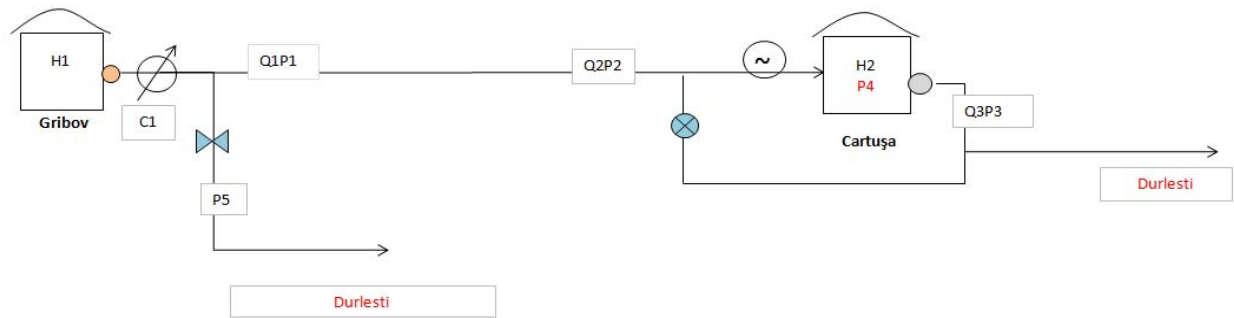 H1
Gribov
C1
Q1P1
P5
Durlesti
Q2P2
~
H2
P4
Cartuşa
Q3P3
Durlesti